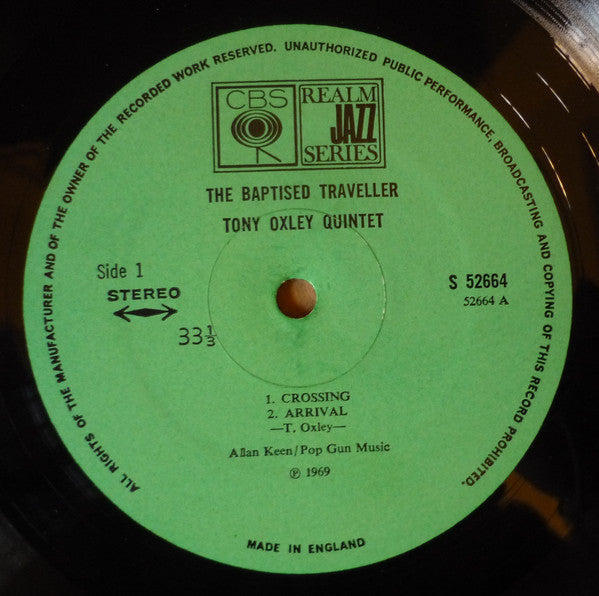 ALL RIGHTS OF THE MANUFACTURER AND OF THE OWNER OF THE RECORDED WORK RESERVED. UNAUTHORIZED PUBLIC PERFORMANCE, BROADCASTING AND COPYING OF THIS RECORD PROHIBITED.
CBS
REALM
JAZZ
SERIES
THE BAPTISED TRAVELLER
TONY OXLEY QUINTET
Side 1
STEREO
S 52664
52664 A
33⅓
1. CROSSING
2. ARRIVAL
—T. Oxley—
Allan Keen/Pop Gun Music
℗ 1969
MADE IN ENGLAND